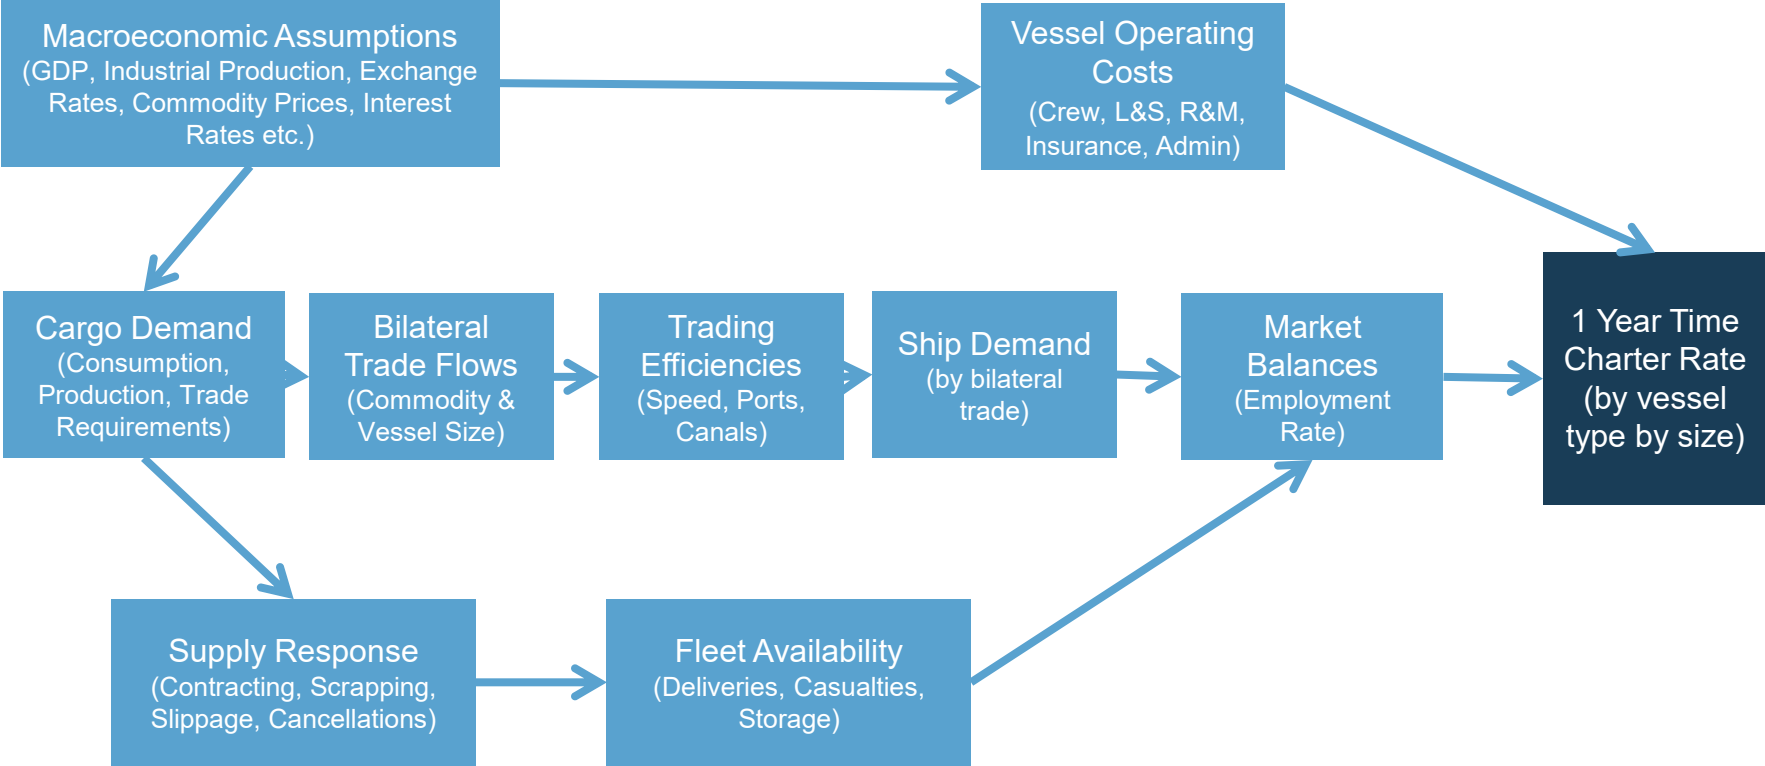 Macroeconomic Assumptions
(GDP, Industrial Production, Exchange
Rates, Commodity Prices, Interest
Rates etc.)
Vessel Operating
Costs
(Crew, L&S, R&M,
Insurance, Admin)
Cargo Demand
(Consumption,
Production, Trade
Requirements)
Bilateral
Trade Flows
(Commodity &
Vessel Size)
Trading
Efficiencies
(Speed, Ports,
Canals)
Ship Demand
(by bilateral
trade)
Market
Balances
(Employment
Rate)
1 Year Time
Charter Rate
(by vessel
type by size)
Supply Response
(Contracting, Scrapping,
Slippage, Cancellations)
Fleet Availability
(Deliveries, Casualties,
Storage)